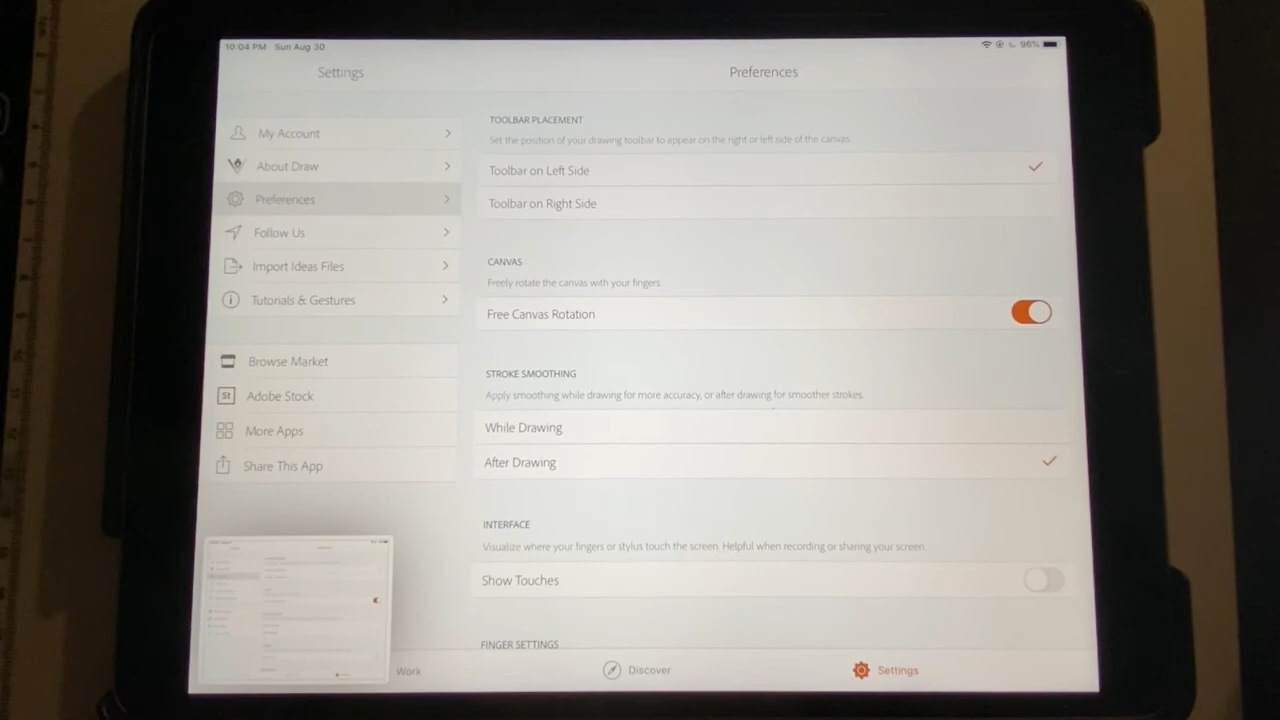 10:04 PM Sun Aug 30
96%
Settings
Preferences
My Account
About Draw
Preferences
Follow Us
Import Ideas Files
Tutorials & Gestures
Browse Market
St Adobe Stock
More Apps
Share This App
TOOLBAR PLACEMENT
Set the position of your drawing toolbar to appear on the right or left side of the canvas.
Toolbar on Left Side
Toolbar on Right Side
CANVAS
Freely rotate the canvas with your fingers
Free Canvas Rotation
STROKE SMOOTHING
Apply smoothing while drawing for more accuracy, or after drawing for smoother strokes.
While Drawing
After Drawing
INTERFACE
Visualize where your fingers or stylus touch the screen. Helpful when recording or sharing your screen.
Show Touches
FINGER SETTINGS
Work
Discover
Settings